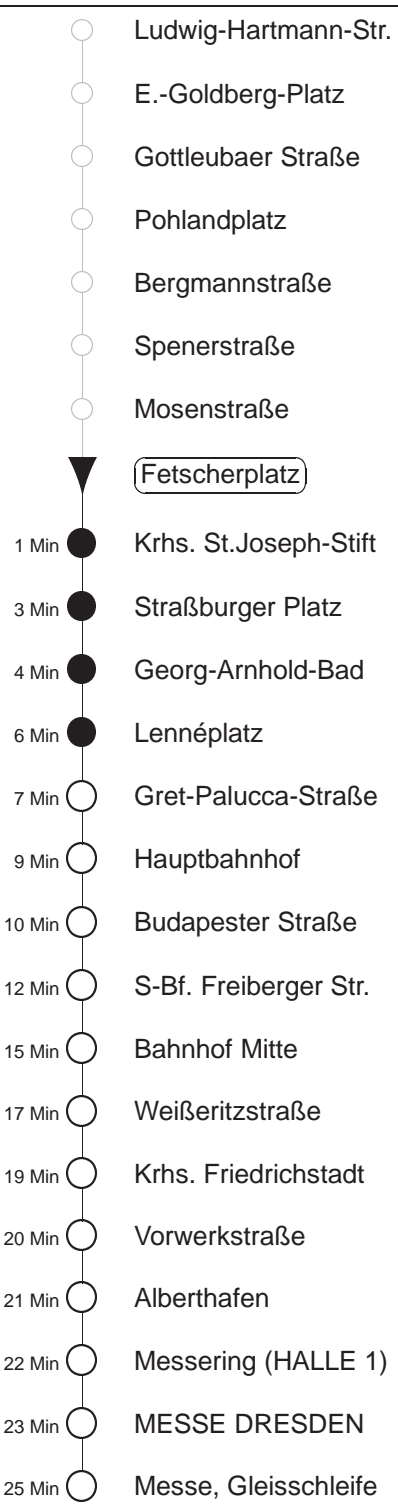 Ludwig-Hartmann-Str.
E.-Goldberg-Platz
Gottleubaer Straße
Pohlandplatz
Bergmannstraße
Spenerstraße
Mosenstraße
Fetscherplatz
1 Min Krhs. St.Joseph-Stift
3 Min Straßburger Platz
4 Min Georg-Arnhold-Bad
6 Min Lennéplatz
7 Min Gret-Palucca-Straße
9 Min Hauptbahnhof
10 Min Budapester Straße
12 Min S-Bf. Freiberger Str.
15 Min Bahnhof Mitte
17 Min Weißeritzstraße
19 Min Krhs. Friedrichstadt
20 Min Vorwerkstraße
21 Min Alberthafen
22 Min Messering (HALLE 1)
23 Min MESSE DRESDEN
25 Min Messe, Gleisschleife